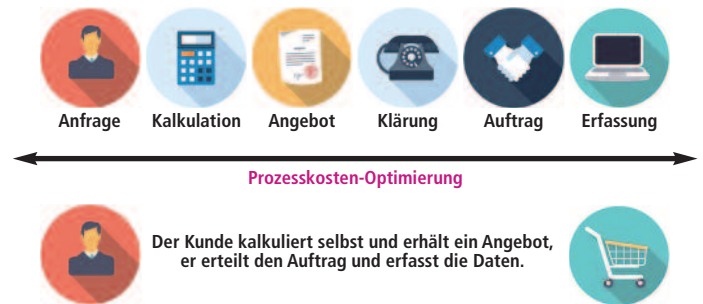 Anfrage Kalkulation Angebot Klärung Auftrag Erfassung
Prozesskosten-Optimierung
Der Kunde kalkuliert selbst und erhält ein Angebot,
er erteilt den Auftrag und erfasst die Daten.